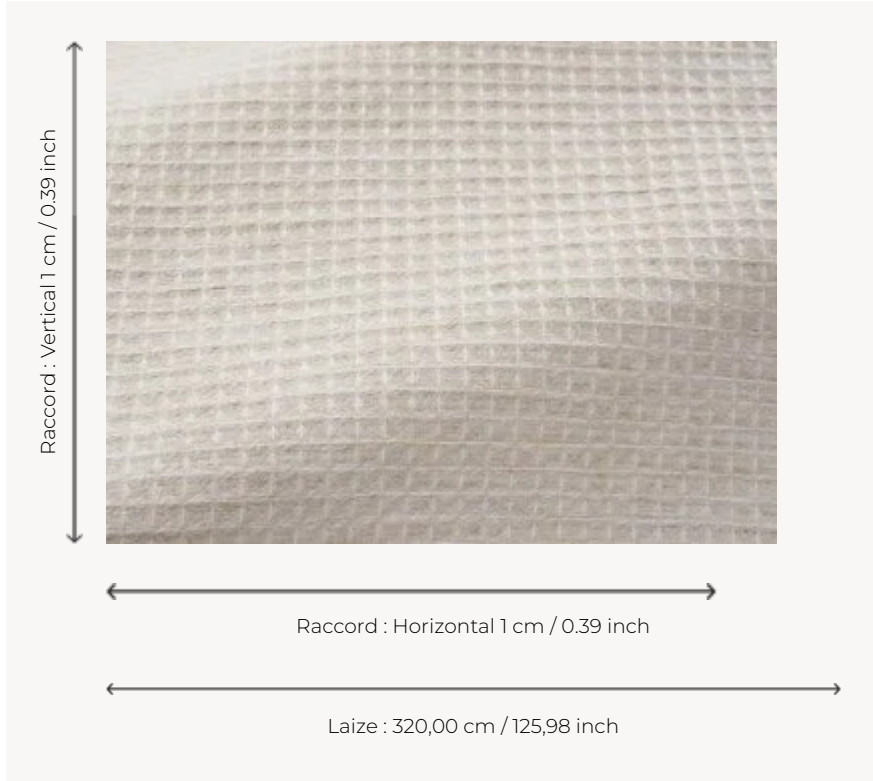 Raccord : Vertical 1 cm / 0.39 inch
Raccord : Horizontal 1 cm / 0.39 inch
Laize : 320,00 cm / 125,98 inch